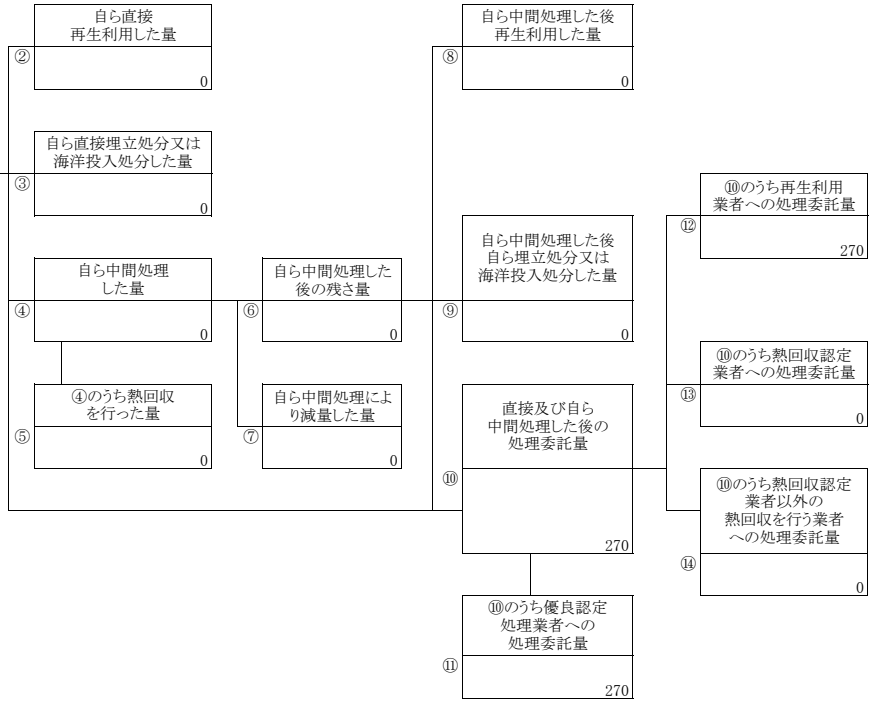 自ら直接
再生利用した量
②
0
自ら直接埋立処分又は
海洋投入処分した量
③
0
自ら中間処理
した量
④
0
④のうち熱回収
を行った量
⑤
0
自ら中間処理した
後の残さ量
⑥
0
自ら中間処理によ
り減量した量
⑦
0
自ら中間処理した後
再生利用した量
⑧
0
自ら中間処理した後
自ら埋立処分又は
海洋投入処分した量
⑨
0
直接及び自ら
中間処理した後の
処理委託量
⑩
270
⑩のうち優良認定
処理業者への
処理委託量
⑪
270
⑩のうち再生利用
業者への処理委託量
⑫
270
⑩のうち熱回収認定
業者への処理委託量
⑬
0
⑩のうち熱回収認定
業者以外の
熱回収を行う業者
への処理委託量
⑭
0